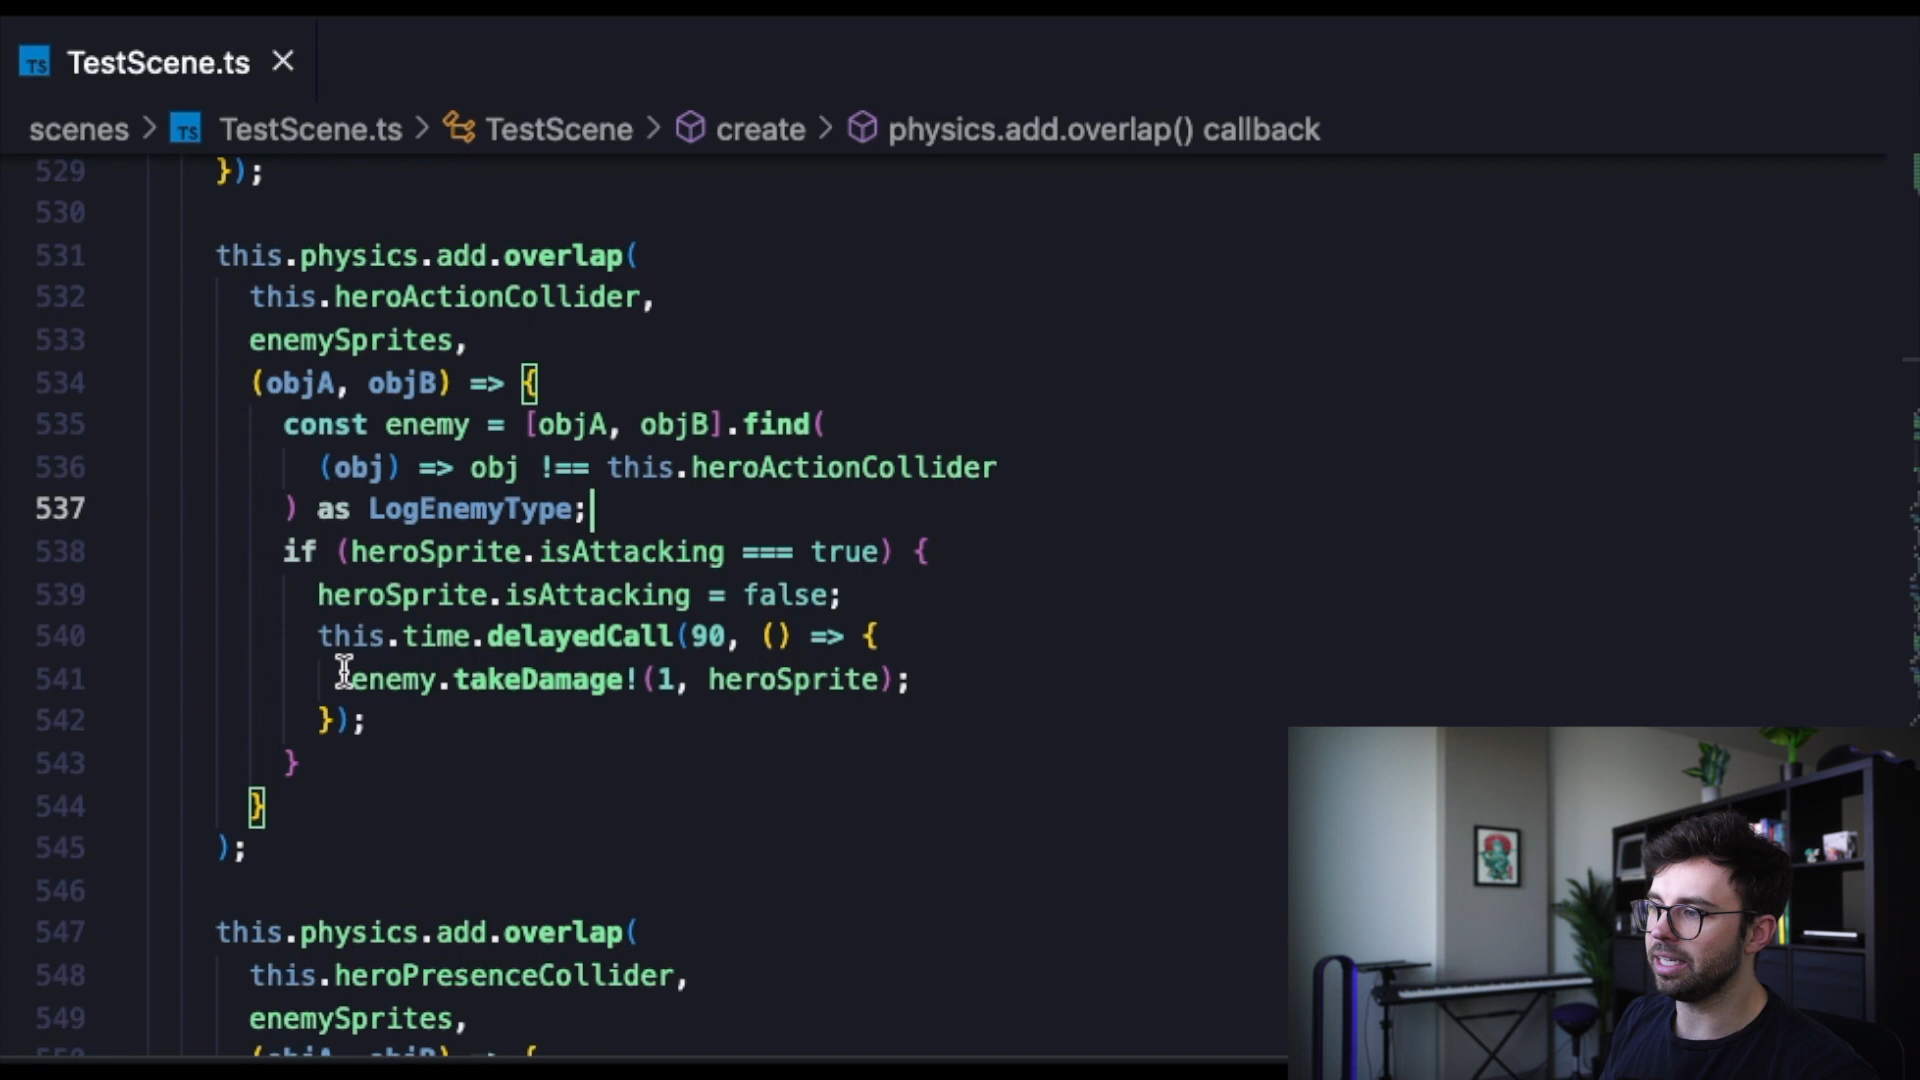 TS TestScene.ts ×
scenes > TS TestScene.ts > TestScene > create > physics.add.overlap() callback
529 });
530
531 this.physics.add.overlap(
532 this.heroActionCollider,
533 enemySprites,
534 (objA, objB) => {
535 const enemy = [objA, objB].find(
536 (obj) => obj !== this.heroActionCollider
537 ) as LogEnemyType;
538 if (heroSprite.isAttacking === true) {
539 heroSprite.isAttacking = false;
540 this.time.delayedCall(90, () => {
541 enemy.takeDamage!(1, heroSprite);
542 });
543 }
544 }
545 );
546
547 this.physics.add.overlap(
548 this.heroPresenceCollider,
549 enemySprites,